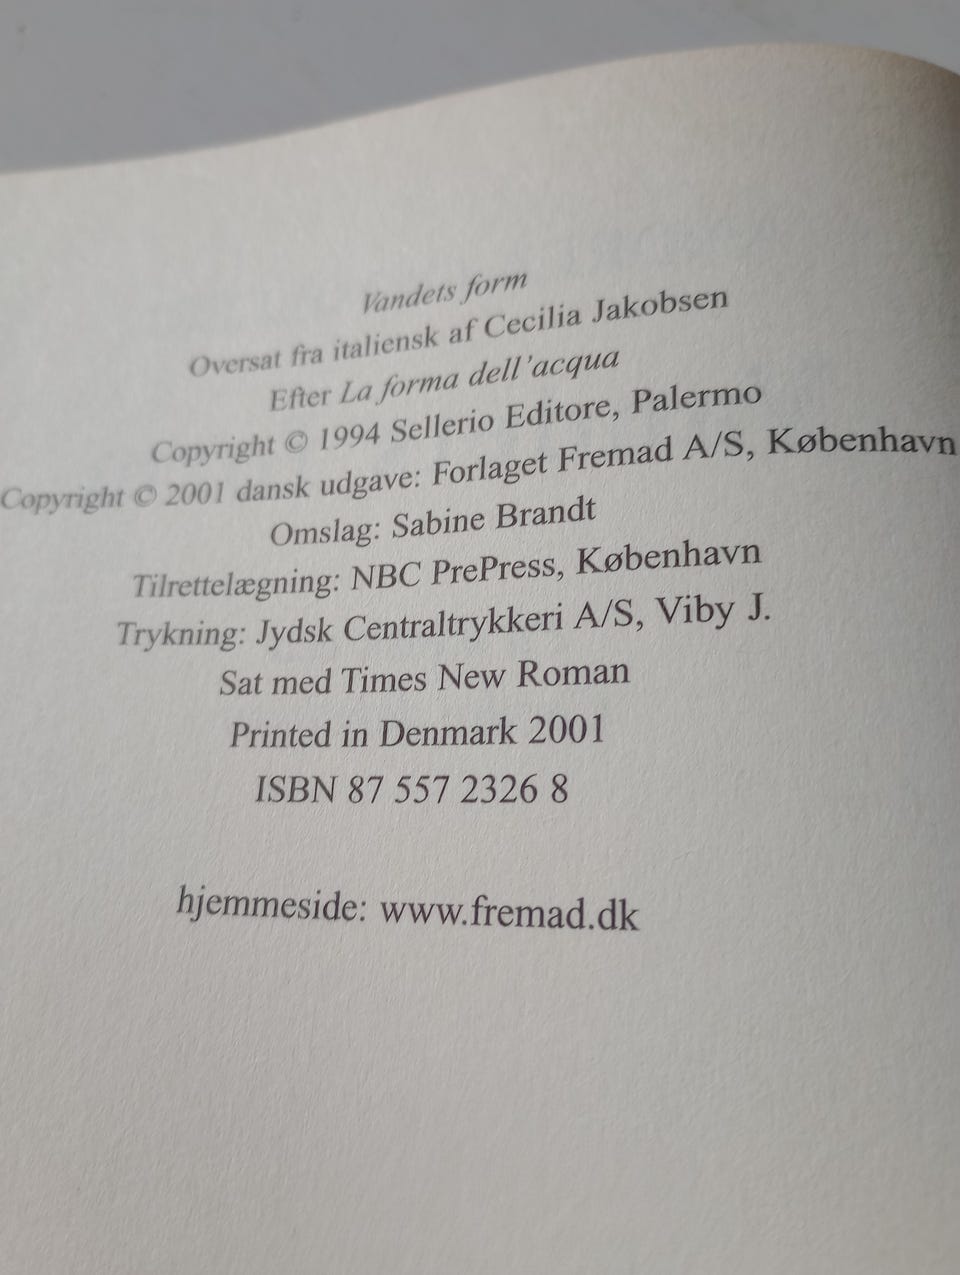 Vandets form
Oversat fra italiensk af Cecilia Jakobsen
Efter La forma dell'acqua
Copyright © 1994 Sellerio Editore, Palermo
Copyright © 2001 dansk udgave: Forlaget Fremad A/S, København
Omslag: Sabine Brandt
Tilrettelægning: NBC PrePress, København
Trykning: Jydsk Centraltrykkeri A/S, Viby J.
Sat med Times New Roman
Printed in Denmark 2001
ISBN 87 557 2326 8
hjemmeside: www.fremad.dk